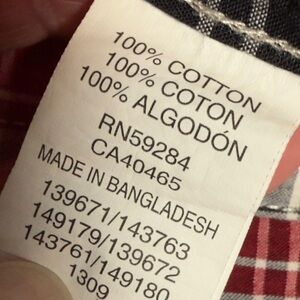 100% COTTON
100% COTON
100% ALGODÓN
RN59284
CA40465
MADE IN BANGLADESH
139671/143763
149179/139672
143761/149180
1309